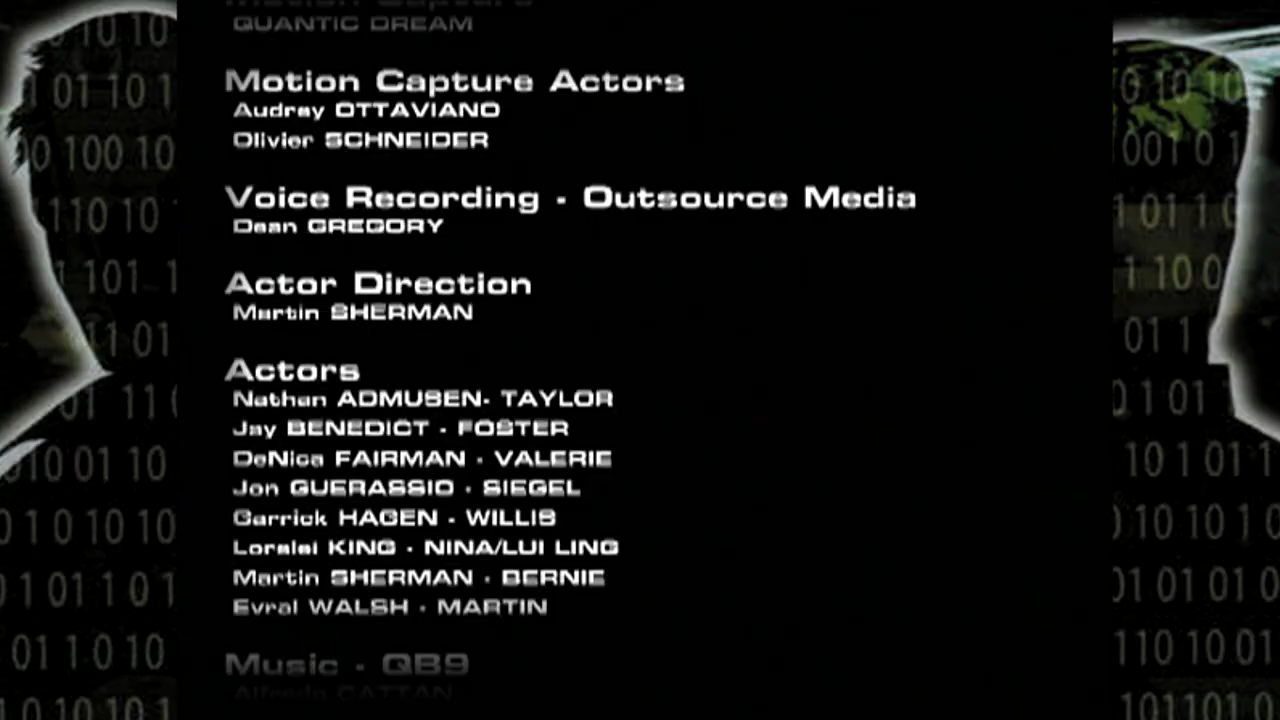 QUANTIC DREAM
Motion Capture Actors
Audrey OTTAVIANO
Olivier SCHNEIDER
Voice Recording - Outsource Media
Dean GREGORY
Actor Direction
Martin SHERMAN
Actors
Nathan ADMUSEN- TAYLOR
Jay BENEDICT - FOSTER
DeNica FAIRMAN - VALERIE
Jon GUERASSIO - SIEGEL
Garrick HAGEN - WILLIS
Lorelei KING - NINA/LUI LING
Martin SHERMAN - BERNIE
Evral WALSH - MARTIN
Music - QB9
CATTAN